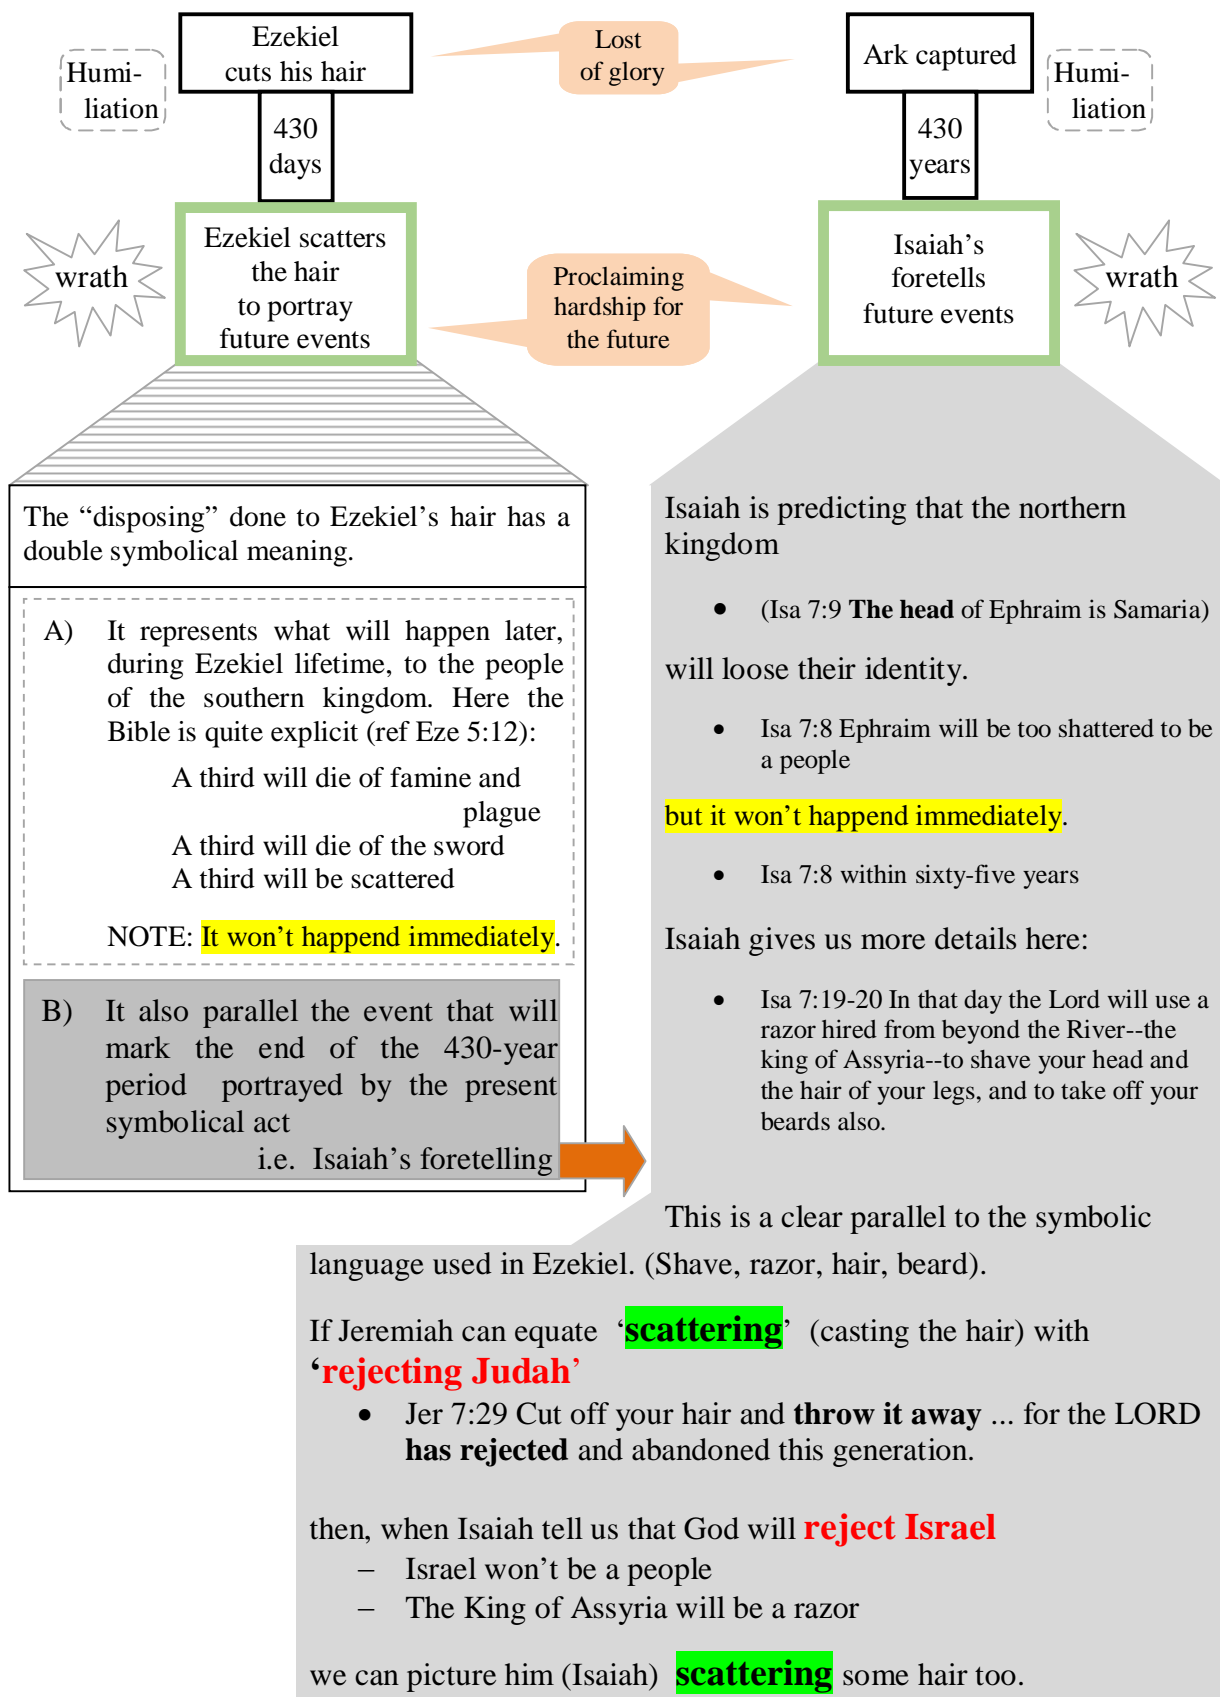 Ezekiel
cuts his hair
Lost
of glory
Ark captured
Humi-
liation
Humi-
liation
430
days
430
years
Ezekiel scatters
the hair
to portray
future events
wrath
Proclaiming
hardship for
the future
Isaiah’s
foretells
future events
wrath
The “disposing” done to Ezekiel’s hair has a
double symbolical meaning.
A) It represents what will happen later,
during Ezekiel lifetime, to the people
of the southern kingdom. Here the
Bible is quite explicit (ref Eze 5:12):
A third will die of famine and
plague
A third will die of the sword
A third will be scattered
NOTE: It won’t happend immediately.
B) It also parallel the event that will
mark the end of the 430-year
period portrayed by the present
symbolical act
i.e. Isaiah’s foretelling
Isaiah is predicting that the northern
kingdom
• (Isa 7:9 The head of Ephraim is Samaria)
will loose their identity.
• Isa 7:8 Ephraim will be too shattered to be
a people
but it won’t happend immediately.
• Isa 7:8 within sixty-five years
Isaiah gives us more details here:
• Isa 7:19-20 In that day the Lord will use a
razor hired from beyond the River--the
king of Assyria--to shave your head and
the hair of your legs, and to take off your
beards also.
This is a clear parallel to the symbolic
language used in Ezekiel. (Shave, razor, hair, beard).
If Jeremiah can equate ‘scattering’ (casting the hair) with
‘rejecting Judah’
• Jer 7:29 Cut off your hair and throw it away ... for the LORD
has rejected and abandoned this generation.
then, when Isaiah tell us that God will reject Israel
– Israel won’t be a people
– The King of Assyria will be a razor
we can picture him (Isaiah) scattering some hair too.